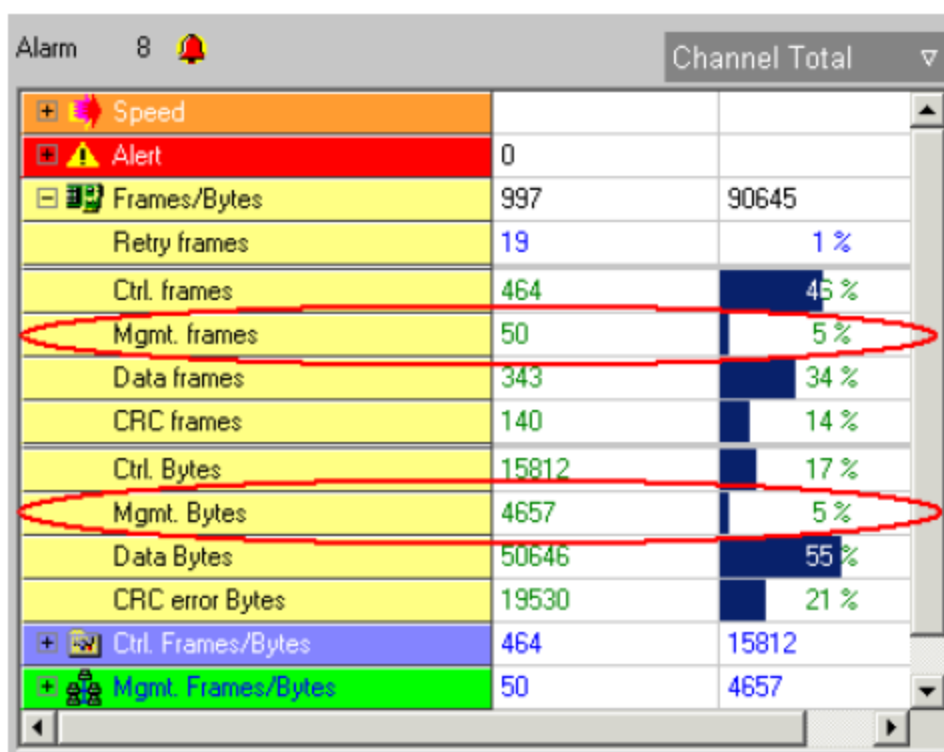 Alarm 8 Channel Total
Speed
Alert 0
Frames/Bytes 997 90645
Retry frames 19 1 %
Ctrl. frames 464 46 %
Mgmt. frames 50 5 %
Data frames 343 34 %
CRC frames 140 14 %
Ctrl. Bytes 15812 17 %
Mgmt. Bytes 4657 5 %
Data Bytes 50646 55 %
CRC error Bytes 19530 21 %
Ctrl. Frames/Bytes 464 15812
Mgmt. Frames/Bytes 50 4657